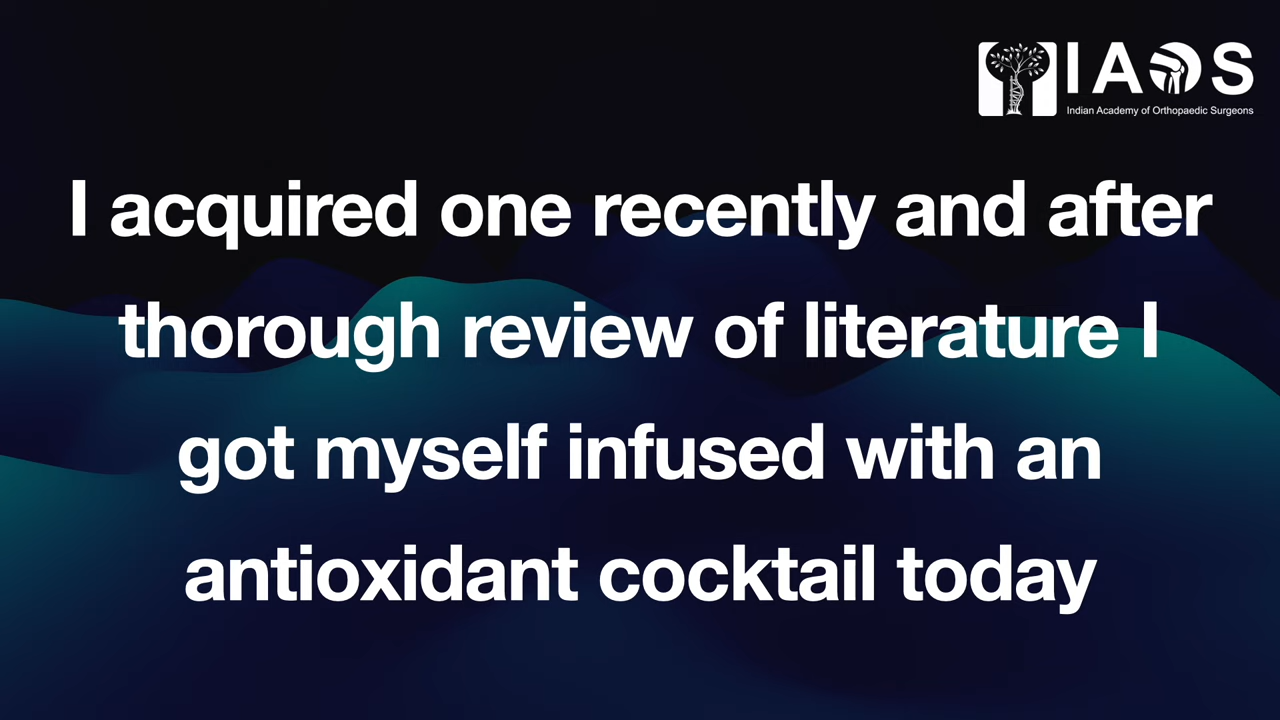 IAOS
Indian Academy of Orthopaedic Surgeons
I acquired one recently and after
thorough review of literature I
got myself infused with an
antioxidant cocktail today